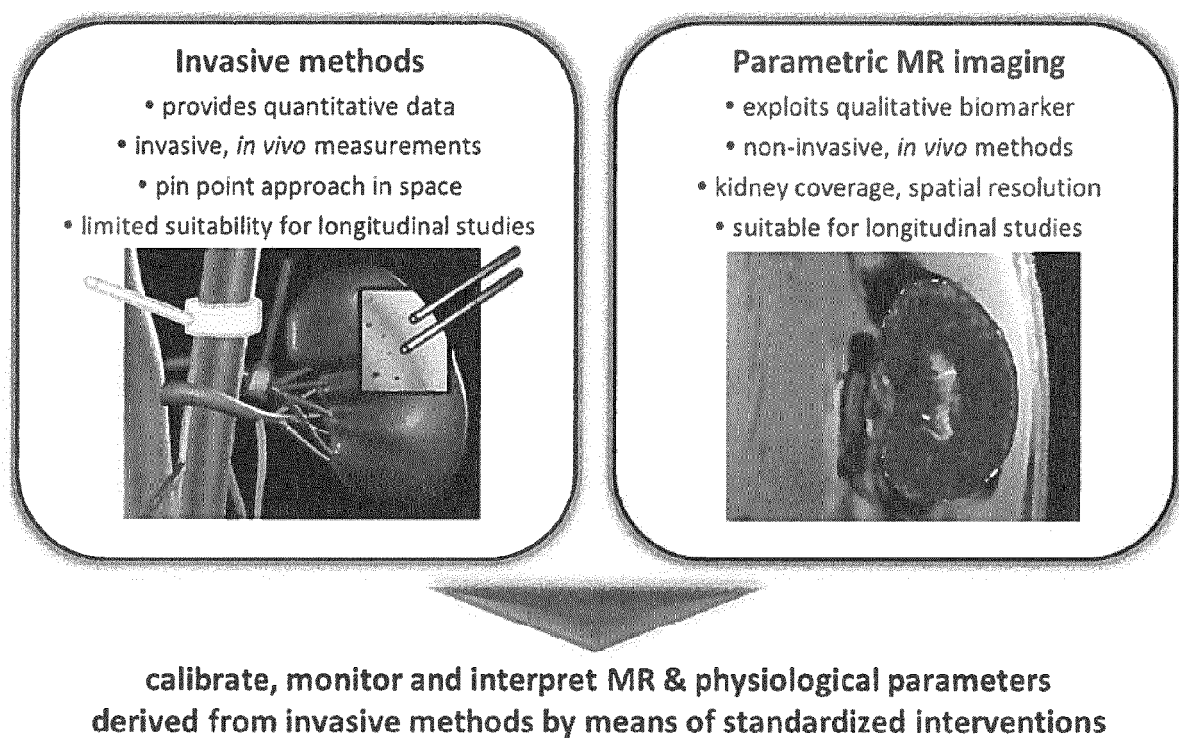 Invasive methods
• provides quantitative data
• invasive, in vivo measurements
• pin point approach in space
• limited suitability for longitudinal studies
Parametric MR imaging
• exploits qualitative biomarker
• non-invasive, in vivo methods
• kidney coverage, spatial resolution
• suitable for longitudinal studies
calibrate, monitor and interpret MR & physiological parameters
derived from invasive methods by means of standardized interventions